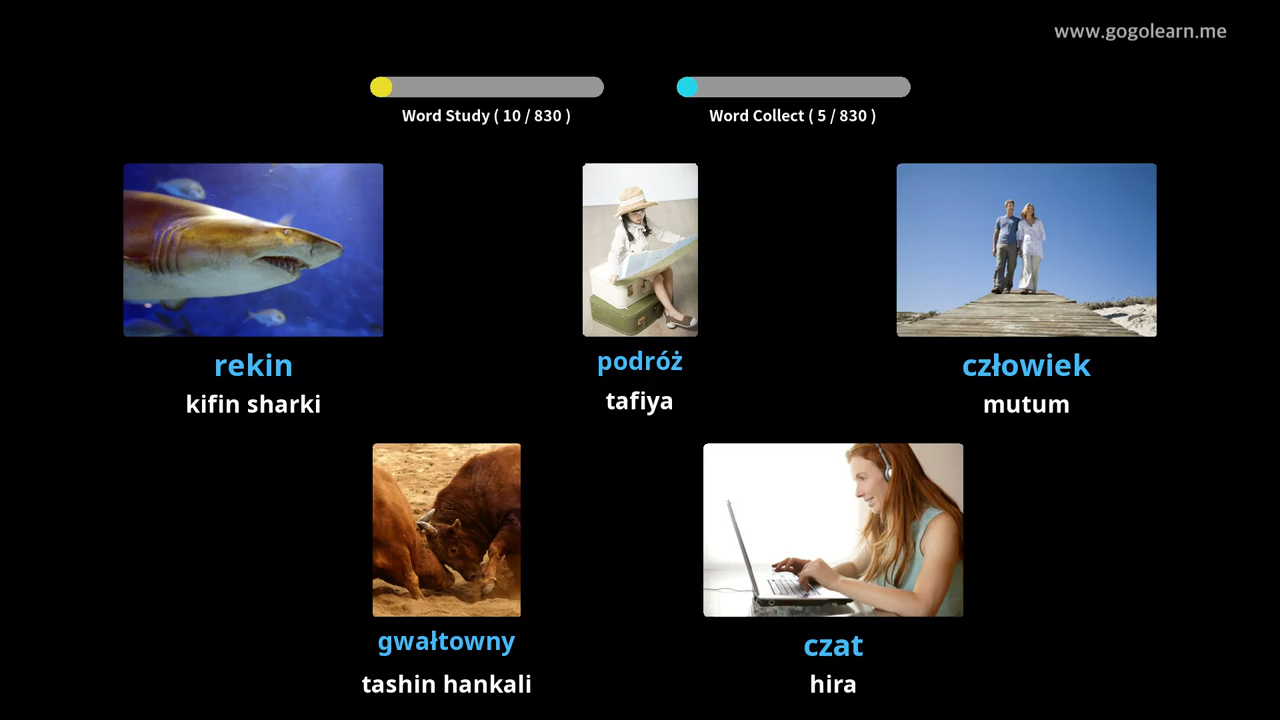 www.gogolearn.me
Word Study ( 10 / 830 )
Word Collect ( 5 / 830 )
rekin
kifin sharki
podróż
tafiya
człowiek
mutum
gwałtowny
tashin hankali
czat
hira